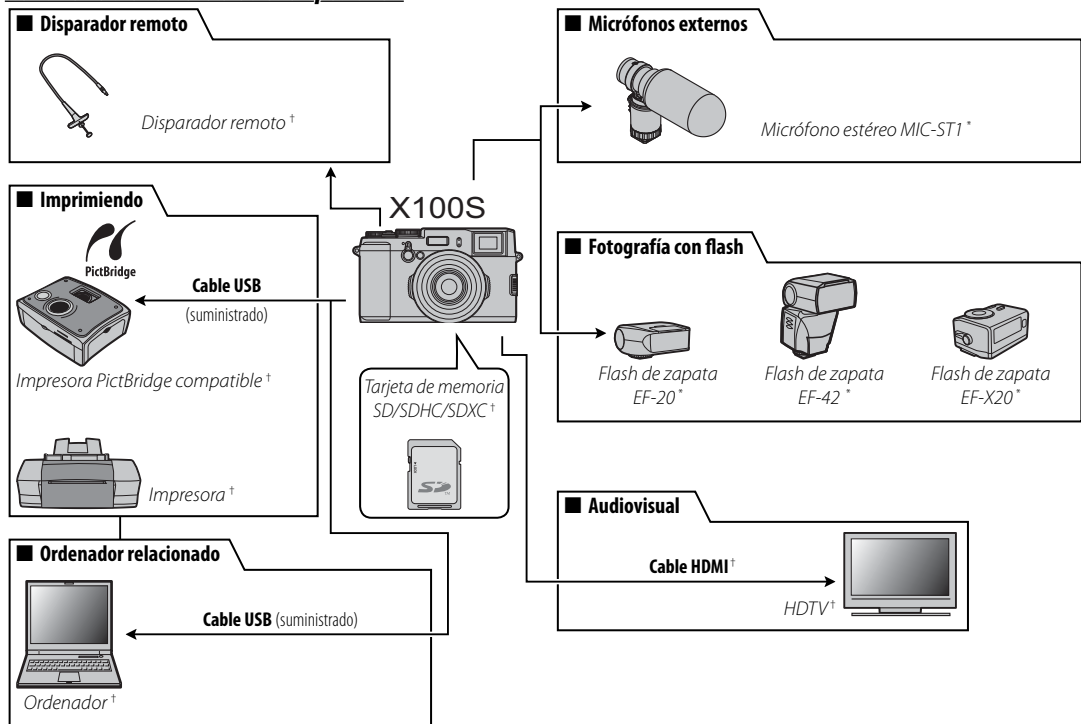 ■ Disparador remoto
Disparador remoto †
■ Imprimiendo
PictBridge
Cable USB
(suministrado)
Impresora PictBridge compatible †
Impresora †
■ Ordenador relacionado
Cable USB (suministrado)
Ordenador †
X100S
Tarjeta de memoria
SD/SDHC/SDXC †
SD
■ Micrófonos externos
Micrófono estéreo MIC-ST1 *
■ Fotografía con flash
Flash de zapata
EF-20 *
Flash de zapata
EF-42 *
Flash de zapata
EF-X20 *
■ Audiovisual
Cable HDMI †
HDTV †